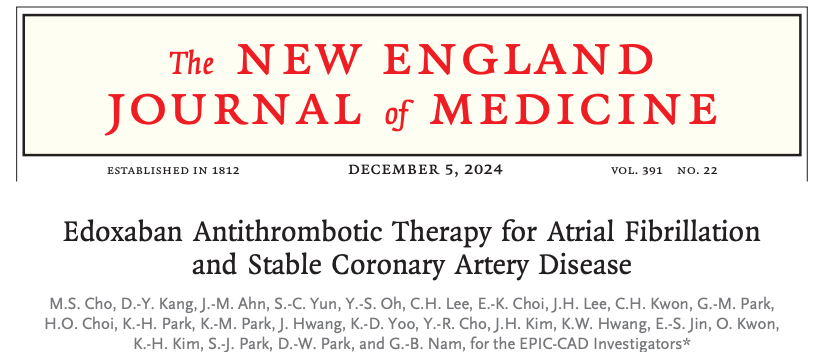 The NEW ENGLAND
JOURNAL of MEDICINE
ESTABLISHED IN 1812 DECEMBER 5, 2024 VOL. 391 NO. 22
Edoxaban Antithrombotic Therapy for Atrial Fibrillation
and Stable Coronary Artery Disease
M.S. Cho, D.-Y. Kang, J.-M. Ahn, S.-C. Yun, Y.-S. Oh, C.H. Lee, E.-K. Choi, J.H. Lee, C.H. Kwon, G.-M. Park,
H.O. Choi, K.-H. Park, K.-M. Park, J. Hwang, K.-D. Yoo, Y.-R. Cho, J.H. Kim, K.W. Hwang, E.-S. Jin, O. Kwon,
K.-H. Kim, S.-J. Park, D.-W. Park, and G.-B. Nam, for the EPIC-CAD Investigators*